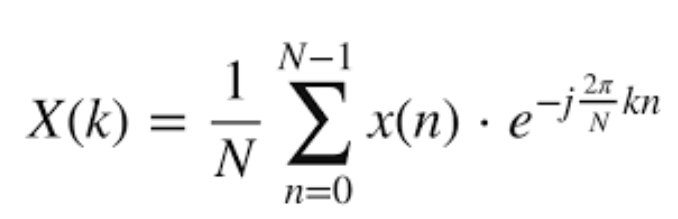 X(k) = \frac{1}{N} \sum_{n=0}^{N-1} x(n) \cdot e^{-j\frac{2\pi}{N}kn}